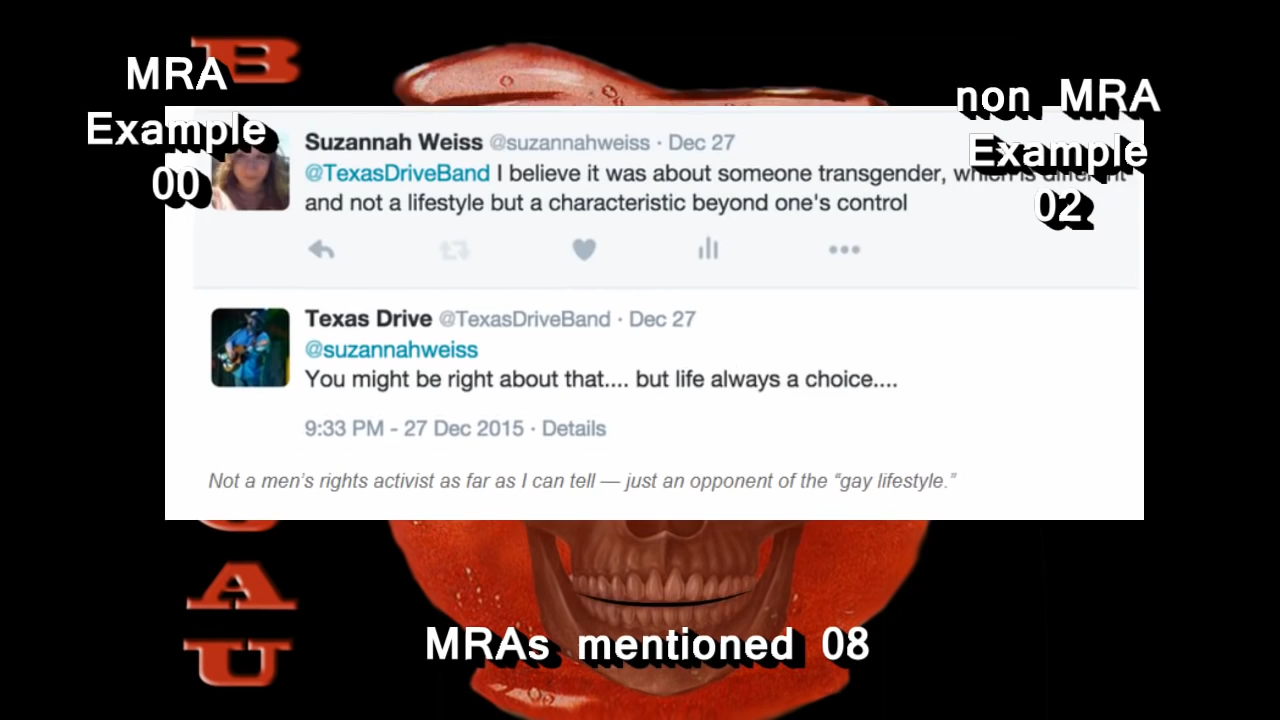 B
MRA
Example
00
non MRA
Example
02
Suzannah Weiss @suzannahweiss · Dec 27
@TexasDriveBand I believe it was about someone transgender, which is different
and not a lifestyle but a characteristic beyond one's control
Texas Drive @TexasDriveBand · Dec 27
@suzannahweiss
You might be right about that.... but life always a choice....
9:33 PM - 27 Dec 2015 · Details
Not a men's rights activist as far as I can tell — just an opponent of the “gay lifestyle.”
A
U
MRAs mentioned 08